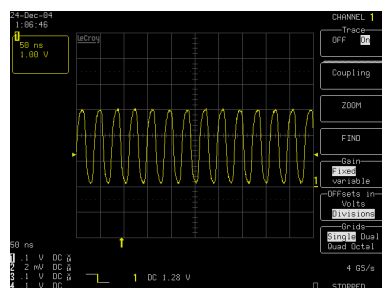 24-Dec-04
1:06:46
1
50 ns
1.00 V
LeCroy
CHANNEL 1
Trace
OFF On
Coupling
ZOOM
FIND
Gain
Fixed
variable
OFFsets in
Volts
Divisions
Grids
Single Dual
Quad Octal
1
50 ns
1 .1 V DC
2 .2 mV DC
3 .1 V DC
4 .1 V DC
1 DC 1.28 V
4 GS/s
STOPPED